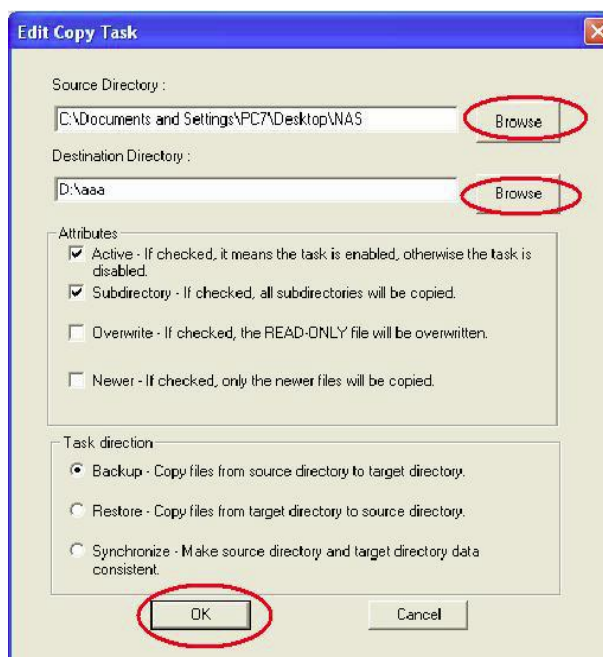 Edit Copy Task
Source Directory :
C:\Documents and Settings\PC7\Desktop\NAS
Browse
Destination Directory :
D:\aaa
Browse
Attributes
Active - If checked, it means the task is enabled, otherwise the task is
disabled.
Subdirectory - If checked, all subdirectories will be copied.
Overwrite - If checked, the READ-ONLY file will be overwritten.
Newer - If checked, only the newer files will be copied.
Task direction
Backup - Copy files from source directory to target directory.
Restore - Copy files from target directory to source directory.
Synchronize - Make source directory and target directory data
consistent.
OK
Cancel